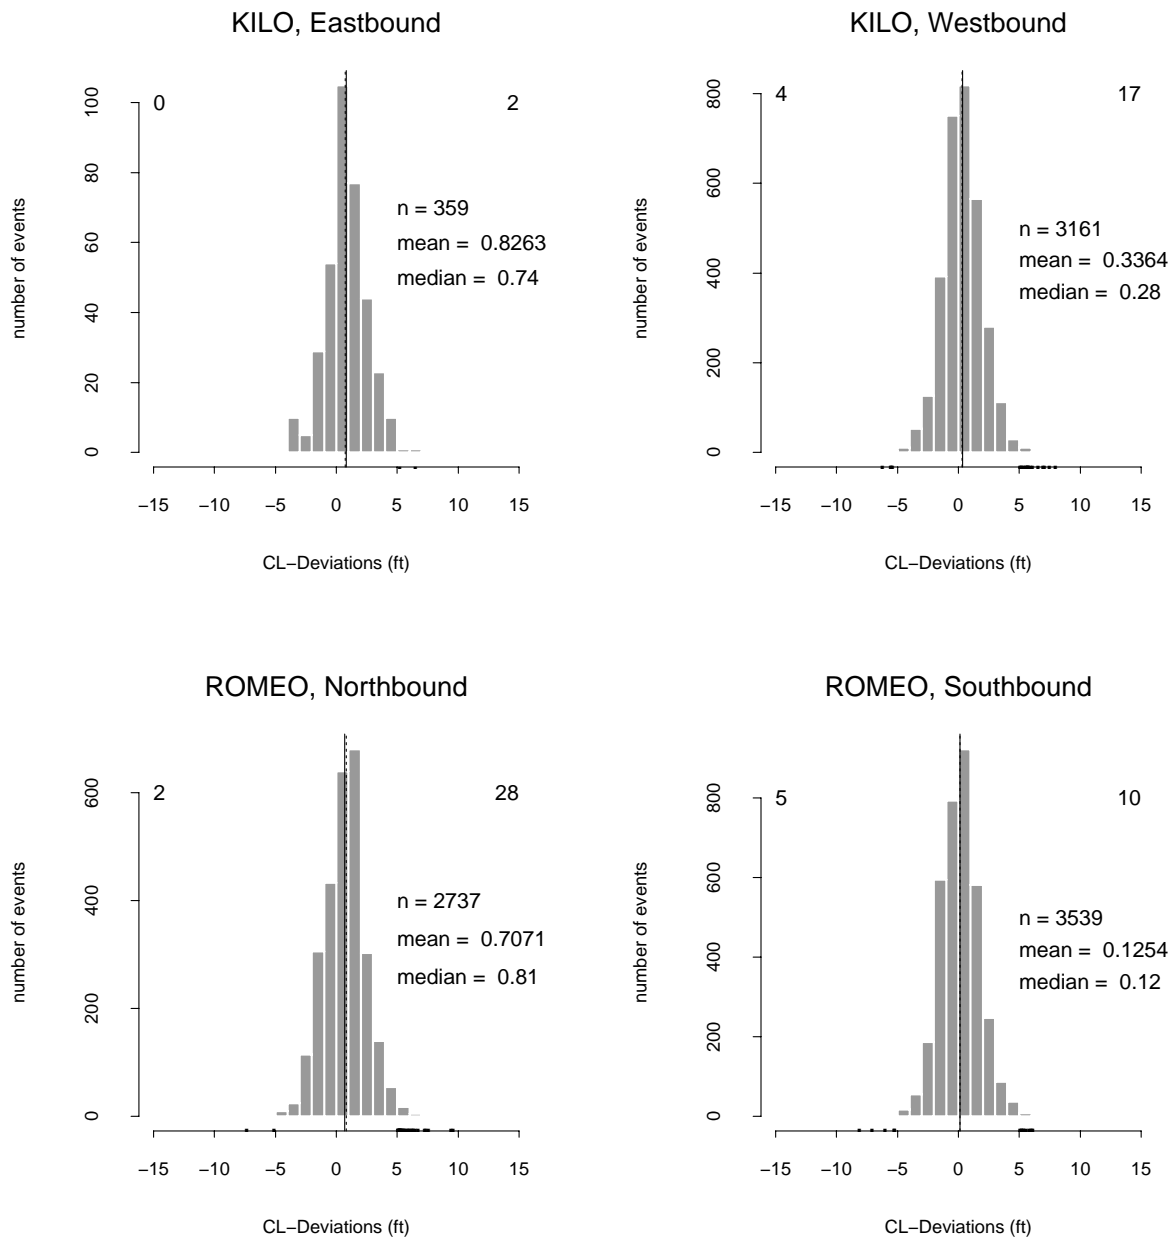 KILO, Eastbound
0
2
number of events
100
80
60
40
20
0
n = 359
mean = 0.8263
median = 0.74
−15 −10 −5 0 5 10 15
CL−Deviations (ft)
KILO, Westbound
4
17
number of events
800
600
400
200
0
n = 3161
mean = 0.3364
median = 0.28
−15 −10 −5 0 5 10 15
CL−Deviations (ft)
ROMEO, Northbound
2
28
number of events
600
400
200
0
n = 2737
mean = 0.7071
median = 0.81
−15 −10 −5 0 5 10 15
CL−Deviations (ft)
ROMEO, Southbound
5
10
number of events
800
600
400
200
0
n = 3539
mean = 0.1254
median = 0.12
−15 −10 −5 0 5 10 15
CL−Deviations (ft)